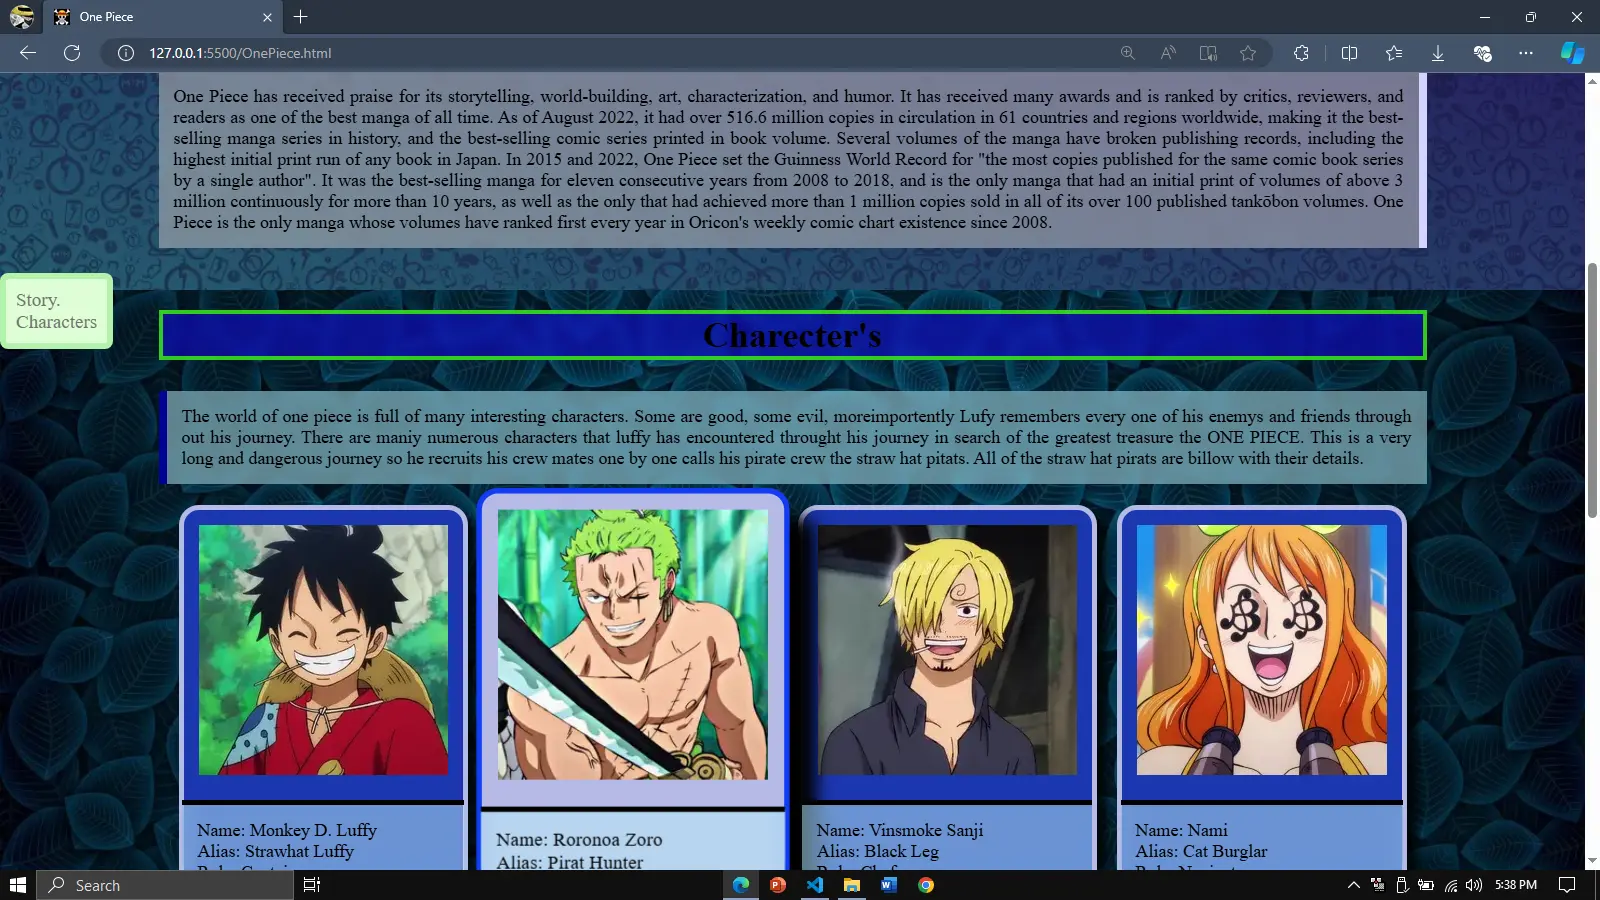 One Piece
127.0.0.1:5500/OnePiece.html
One Piece has received praise for its storytelling, world-building, art, characterization, and humor. It has received many awards and is ranked by critics, reviewers, and
readers as one of the best manga of all time. As of August 2022, it had over 516.6 million copies in circulation in 61 countries and regions worldwide, making it the best-
selling manga series in history, and the best-selling comic series printed in book volume. Several volumes of the manga have broken publishing records, including the
highest initial print run of any book in Japan. In 2015 and 2022, One Piece set the Guinness World Record for "the most copies published for the same comic book series
by a single author". It was the best-selling manga for eleven consecutive years from 2008 to 2018, and is the only manga that had an initial print of volumes of above 3
million continuously for more than 10 years, as well as the only that had achieved more than 1 million copies sold in all of its over 100 published tankōbon volumes. One
Piece is the only manga whose volumes have ranked first every year in Oricon's weekly comic chart existence since 2008.
Story.
Characters
Charecter's
The world of one piece is full of many interesting characters. Some are good, some evil, moreimportently Lufy remembers every one of his enemys and friends through
out his journey. There are maniy numerous characters that luffy has encountered throught his journey in search of the greatest treasure the ONE PIECE. This is a very
long and dangerous journey so he recruits his crew mates one by one calls his pirate crew the straw hat pitats. All of the straw hat pirats are billow with their details.
Name: Monkey D. Luffy
Alias: Strawhat Luffy
Name: Roronoa Zoro
Alias: Pirat Hunter
Name: Vinsmoke Sanji
Alias: Black Leg
Name: Nami
Alias: Cat Burglar
Search
5:38 PM